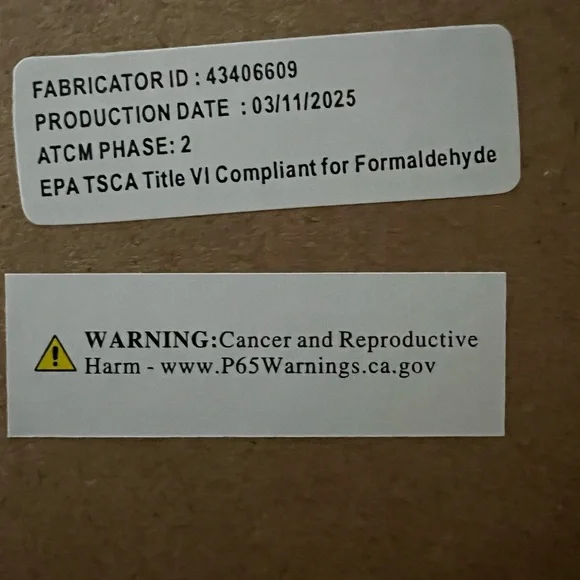 FABRICATOR ID : 43406609
PRODUCTION DATE : 03/11/2025
ATCM PHASE: 2
EPA TSCA Title VI Compliant for Formaldehyde
WARNING:Cancer and Reproductive
Harm - www.P65Warnings.ca.gov